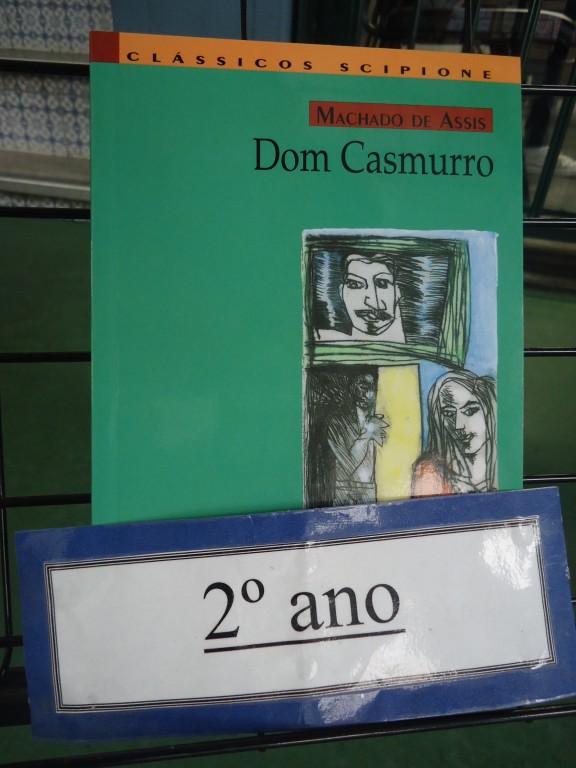 CLÁSSICOS SCIPIONE
MACHADO DE ASSIS
Dom Casmurro
2º ano